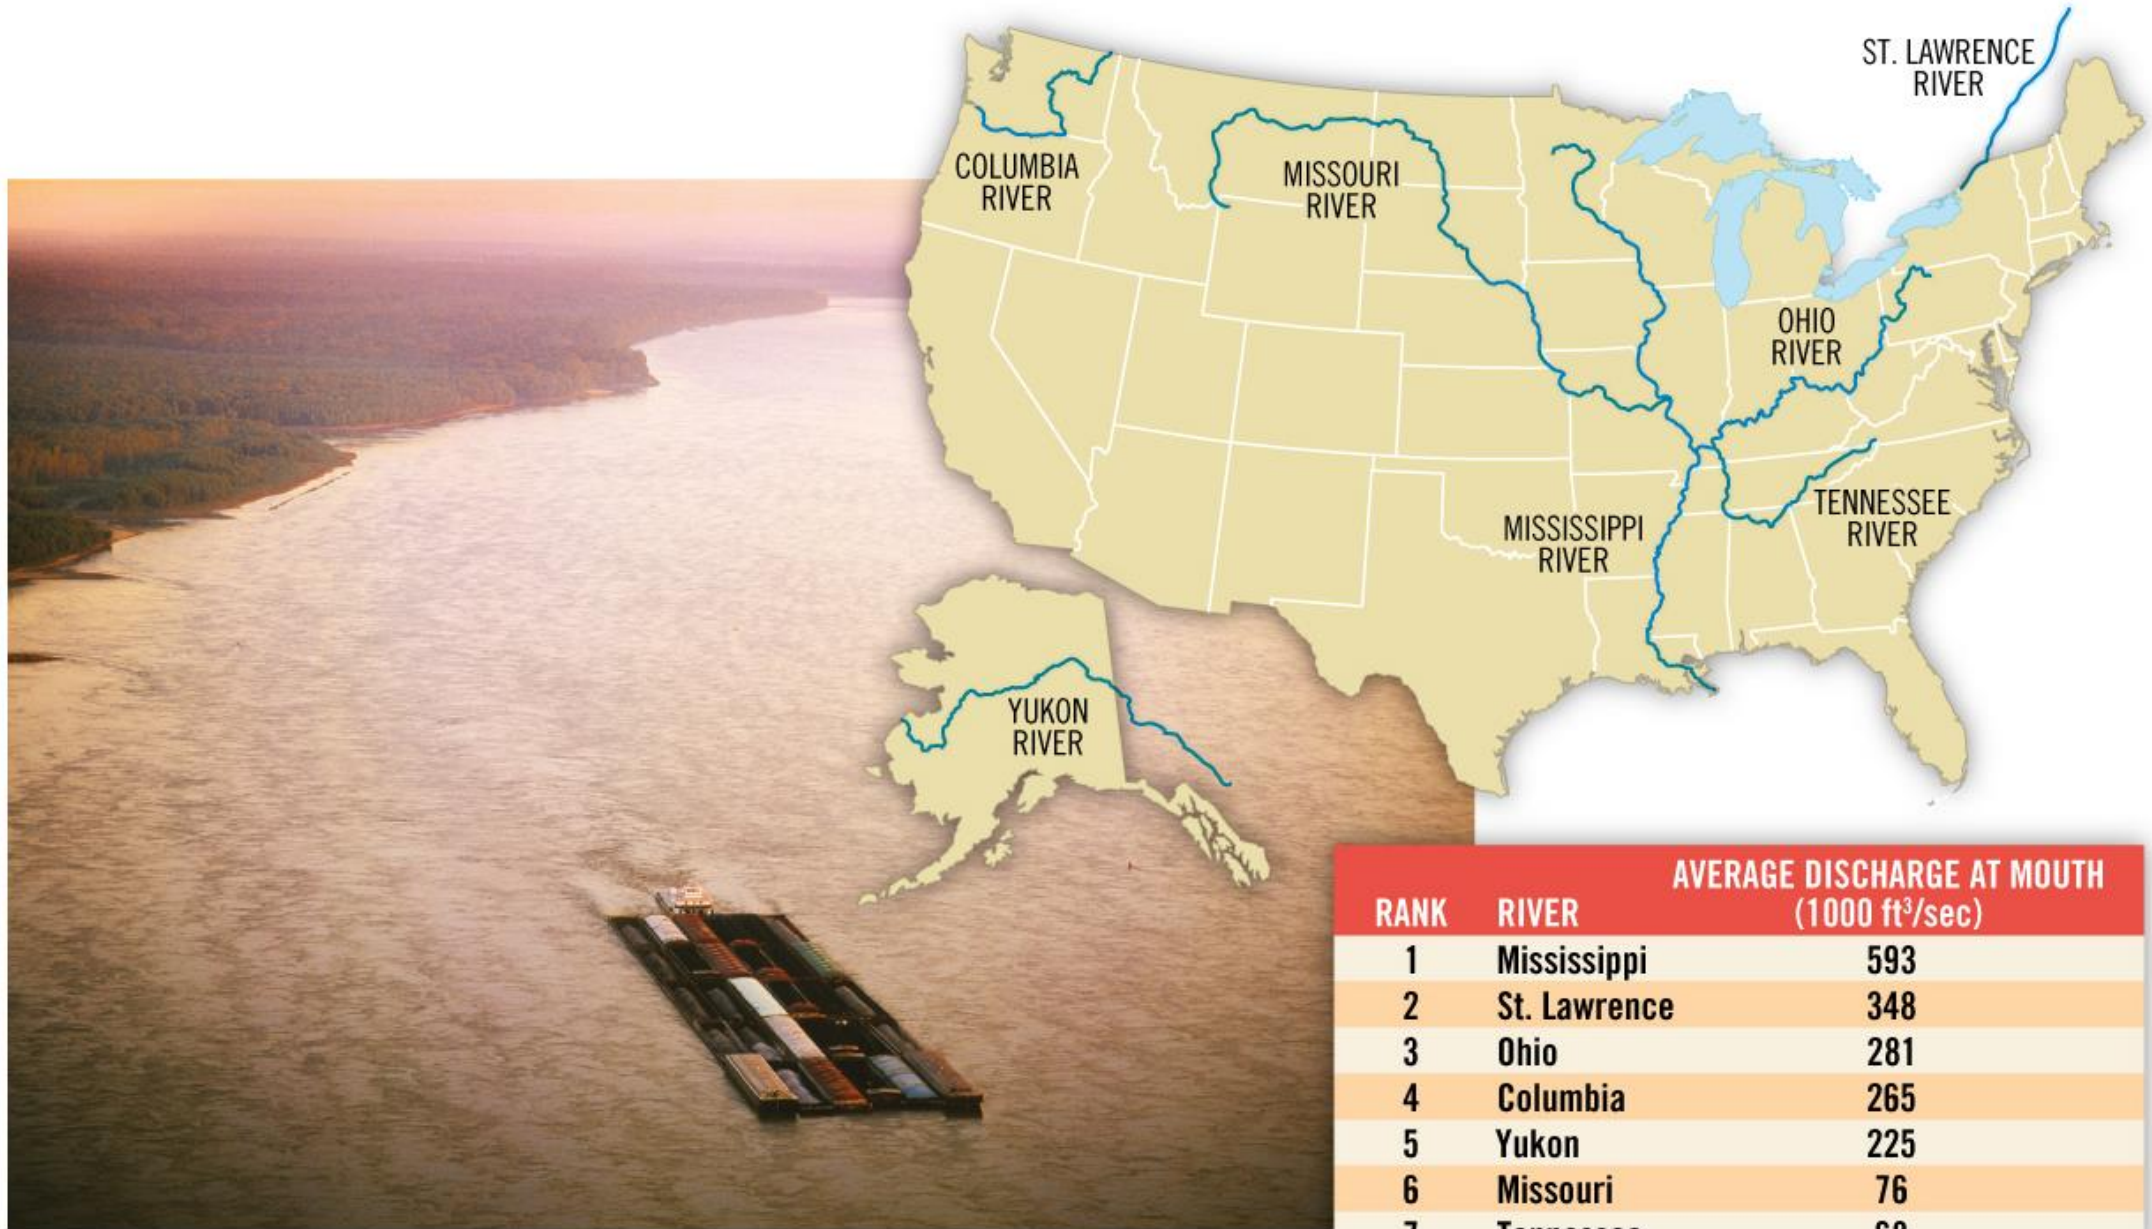 ST. LAWRENCE
RIVER
COLUMBIA
RIVER
MISSOURI
RIVER
OHIO
RIVER
TENNESSEE
RIVER
MISSISSIPPI
RIVER
YUKON
RIVER
AVERAGE DISCHARGE AT MOUTH
RANK RIVER (1000 ft³/sec)
1 Mississippi 593
2 St. Lawrence 348
3 Ohio 281
4 Columbia 265
5 Yukon 225
6 Missouri 76